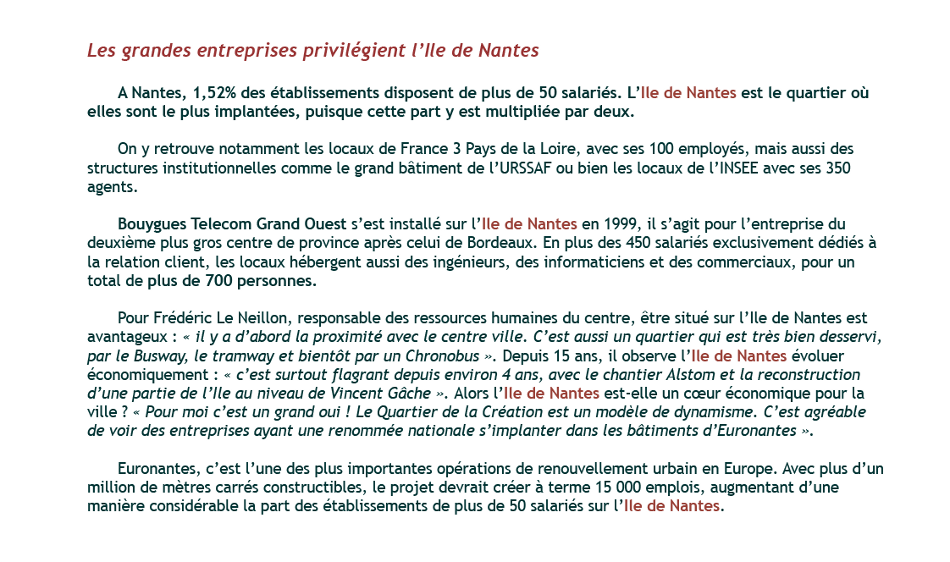 Les grandes entreprises privilégient l’Ile de Nantes
A Nantes, 1,52% des établissements disposent de plus de 50 salariés. L’Ile de Nantes est le quartier où
elles sont le plus implantées, puisque cette part y est multipliée par deux.
On y retrouve notamment les locaux de France 3 Pays de la Loire, avec ses 100 employés, mais aussi des
structures institutionnelles comme le grand bâtiment de l’URSSAF ou bien les locaux de l’INSEE avec ses 350
agents.
Bouygues Telecom Grand Ouest s’est installé sur l’Ile de Nantes en 1999, il s’agit pour l’entreprise du
deuxième plus gros centre de province après celui de Bordeaux. En plus des 450 salariés exclusivement dédiés à
la relation client, les locaux hébergent aussi des ingénieurs, des informaticiens et des commerciaux, pour un
total de plus de 700 personnes.
Pour Frédéric Le Neillon, responsable des ressources humaines du centre, être situé sur l’Ile de Nantes est
avantageux : « il y a d’abord la proximité avec le centre ville. C’est aussi un quartier qui est très bien desservi,
par le Busway, le tramway et bientôt par un Chronobus ». Depuis 15 ans, il observe l’Ile de Nantes évoluer
économiquement : « c’est surtout flagrant depuis environ 4 ans, avec le chantier Alstom et la reconstruction
d’une partie de l’Ile au niveau de Vincent Gâche ». Alors l’Ile de Nantes est-elle un cœur économique pour la
ville ? « Pour moi c’est un grand oui ! Le Quartier de la Création est un modèle de dynamisme. C’est agréable
de voir des entreprises ayant une renommée nationale s’implanter dans les bâtiments d’Euronantes ».
Euronantes, c’est l’une des plus importantes opérations de renouvellement urbain en Europe. Avec plus d’un
million de mètres carrés constructibles, le projet devrait créer à terme 15 000 emplois, augmentant d’une
manière considérable la part des établissements de plus de 50 salariés sur l’Ile de Nantes.